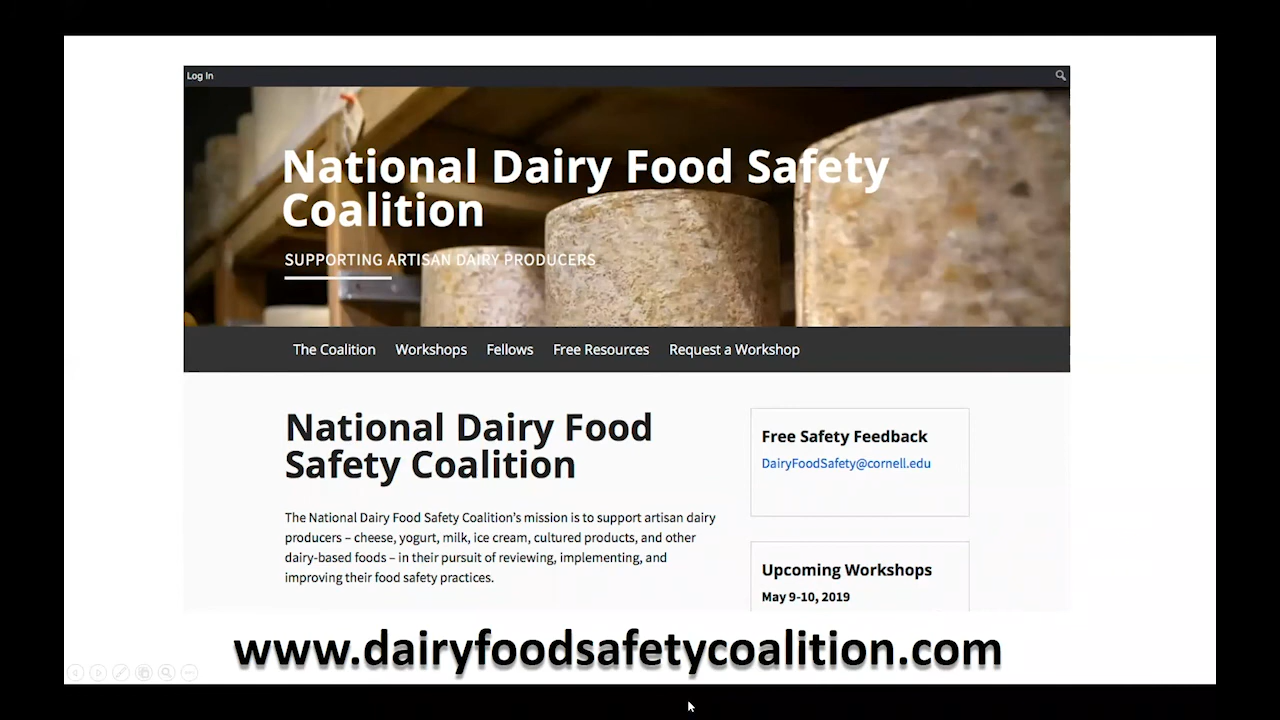 Log In
National Dairy Food Safety
Coalition
SUPPORTING ARTISAN DAIRY PRODUCERS
The Coalition Workshops Fellows Free Resources Request a Workshop
National Dairy Food
Safety Coalition
The National Dairy Food Safety Coalition’s mission is to support artisan dairy
producers – cheese, yogurt, milk, ice cream, cultured products, and other
dairy-based foods – in their pursuit of reviewing, implementing, and
improving their food safety practices.
Free Safety Feedback
DairyFoodSafety@cornell.edu
Upcoming Workshops
May 9-10, 2019
www.dairyfoodsafetycoalition.com